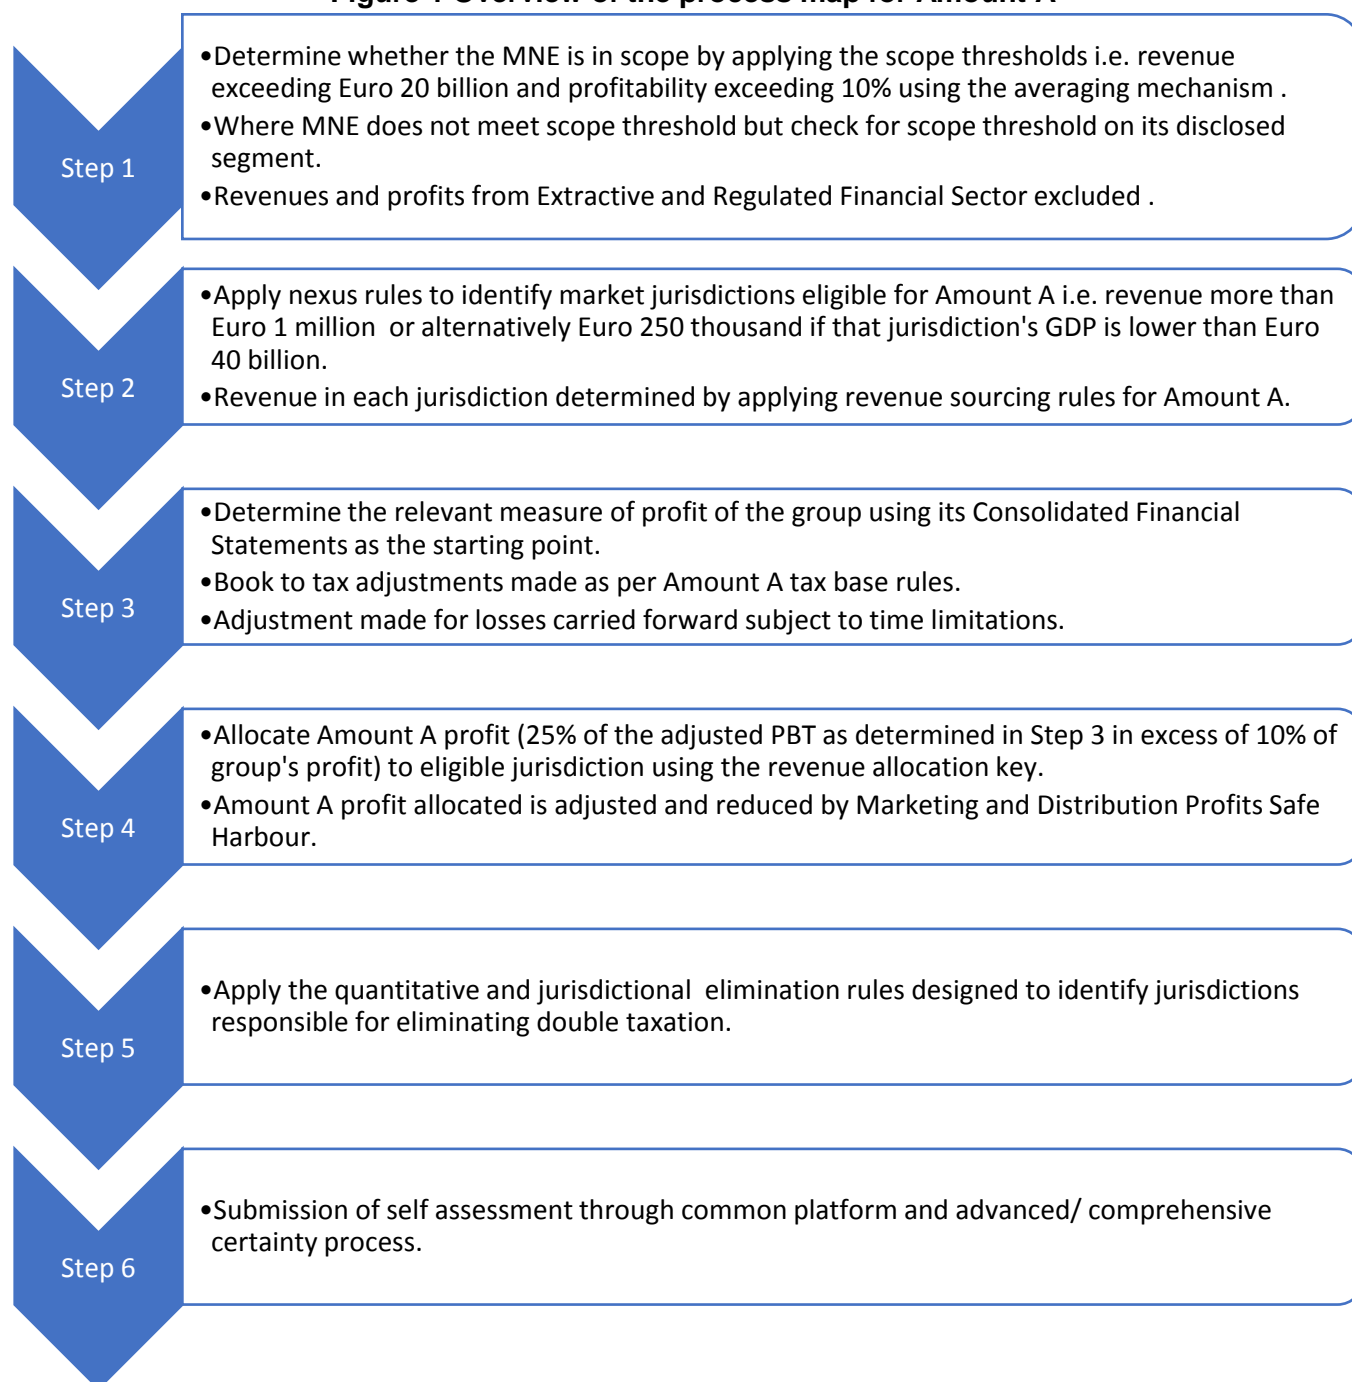 Figure 1 Overview of the process map for Amount A
Step 1
•Determine whether the MNE is in scope by applying the scope thresholds i.e. revenue
exceeding Euro 20 billion and profitability exceeding 10% using the averaging mechanism .
•Where MNE does not meet scope threshold but check for scope threshold on its disclosed
segment.
•Revenues and profits from Extractive and Regulated Financial Sector excluded .
Step 2
•Apply nexus rules to identify market jurisdictions eligible for Amount A i.e. revenue more than
Euro 1 million or alternatively Euro 250 thousand if that jurisdiction's GDP is lower than Euro
40 billion.
•Revenue in each jurisdiction determined by applying revenue sourcing rules for Amount A.
Step 3
•Determine the relevant measure of profit of the group using its Consolidated Financial
Statements as the starting point.
•Book to tax adjustments made as per Amount A tax base rules.
•Adjustment made for losses carried forward subject to time limitations.
Step 4
•Allocate Amount A profit (25% of the adjusted PBT as determined in Step 3 in excess of 10% of
group's profit) to eligible jurisdiction using the revenue allocation key.
•Amount A profit allocated is adjusted and reduced by Marketing and Distribution Profits Safe
Harbour.
Step 5
•Apply the quantitative and jurisdictional elimination rules designed to identify jurisdictions
responsible for eliminating double taxation.
Step 6
•Submission of self assessment through common platform and advanced/ comprehensive
certainty process.